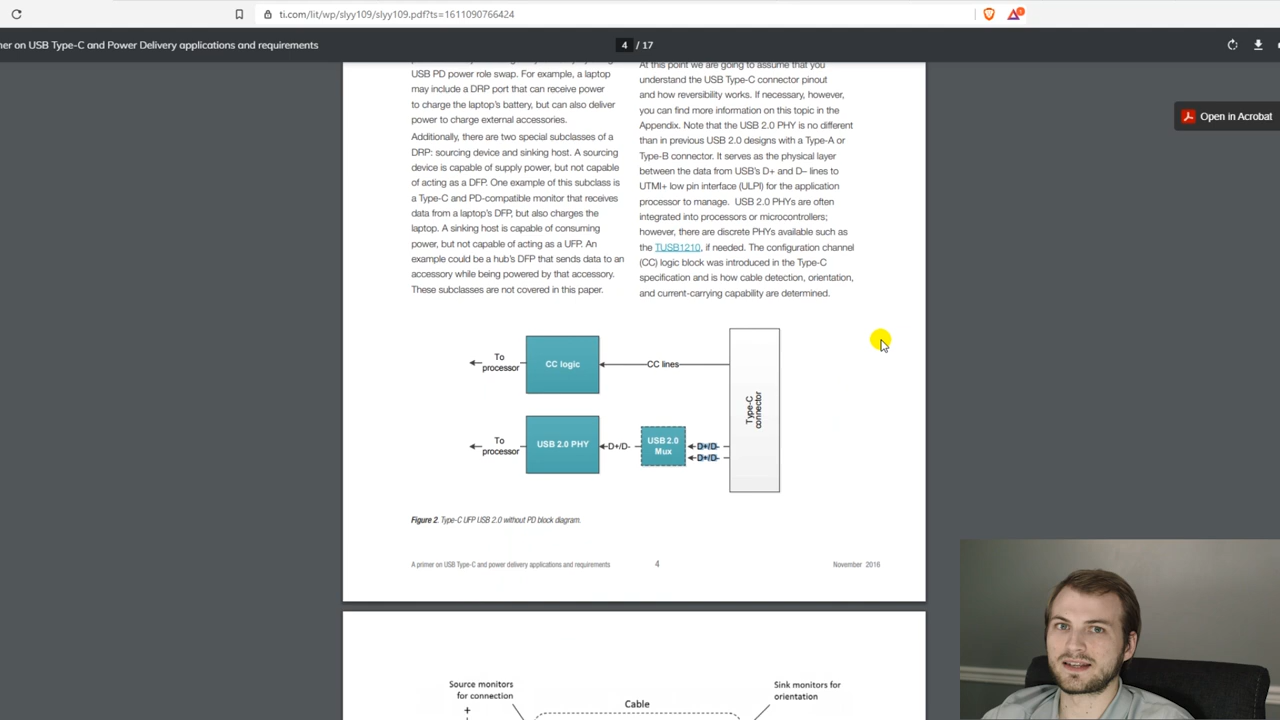 ti.com/lit/wp/slyy109/slyy109.pdf?ts=1611090766424
ner on USB Type-C and Power Delivery applications and requirements
4 / 17
Open in Acrobat
USB PD power role swap. For example, a laptop
may include a DRP port that can receive power
to charge the laptop's battery, but can also deliver
power to charge external accessories.
Additionally, there are two special subclasses of a
DRP: sourcing device and sinking host. A sourcing
device is capable of supply power, but not capable
of acting as a DFP. One example of this subclass is
a Type-C and PD-compatible monitor that receives
data from a laptop's DFP, but also charges the
laptop. A sinking host is capable of consuming
power, but not capable of acting as a UFP. An
example could be a hub's DFP that sends data to an
accessory while being powered by that accessory.
These subclasses are not covered in this paper.
At this point we are going to assume that you
understand the USB Type-C connector pinout
and how reversibility works. If necessary, however,
you can find more information on this topic in the
Appendix. Note that the USB 2.0 PHY is no different
than in previous USB 2.0 designs with a Type-A or
Type-B connector. It serves as the physical layer
between the data from USB's D+ and D– lines to
UTMI+ low pin interface (ULPI) for the application
processor to manage. USB 2.0 PHYs are often
integrated into processors or microcontrollers;
however, there are discrete PHYs available such as
the TUSB1210, if needed. The configuration channel
(CC) logic block was introduced in the Type-C
specification and is how cable detection, orientation,
and current-carrying capability are determined.
To
processor
CC logic
CC lines
Type-C
connector
To
processor
USB 2.0 PHY
D+/D-
USB 2.0
Mux
D+/D-
D+/D-
Figure 2. Type-C UFP USB 2.0 without PD block diagram.
A primer on USB Type-C and power delivery applications and requirements
4
November 2016
Source monitors
for connection
+
Cable
Sink monitors for
orientation